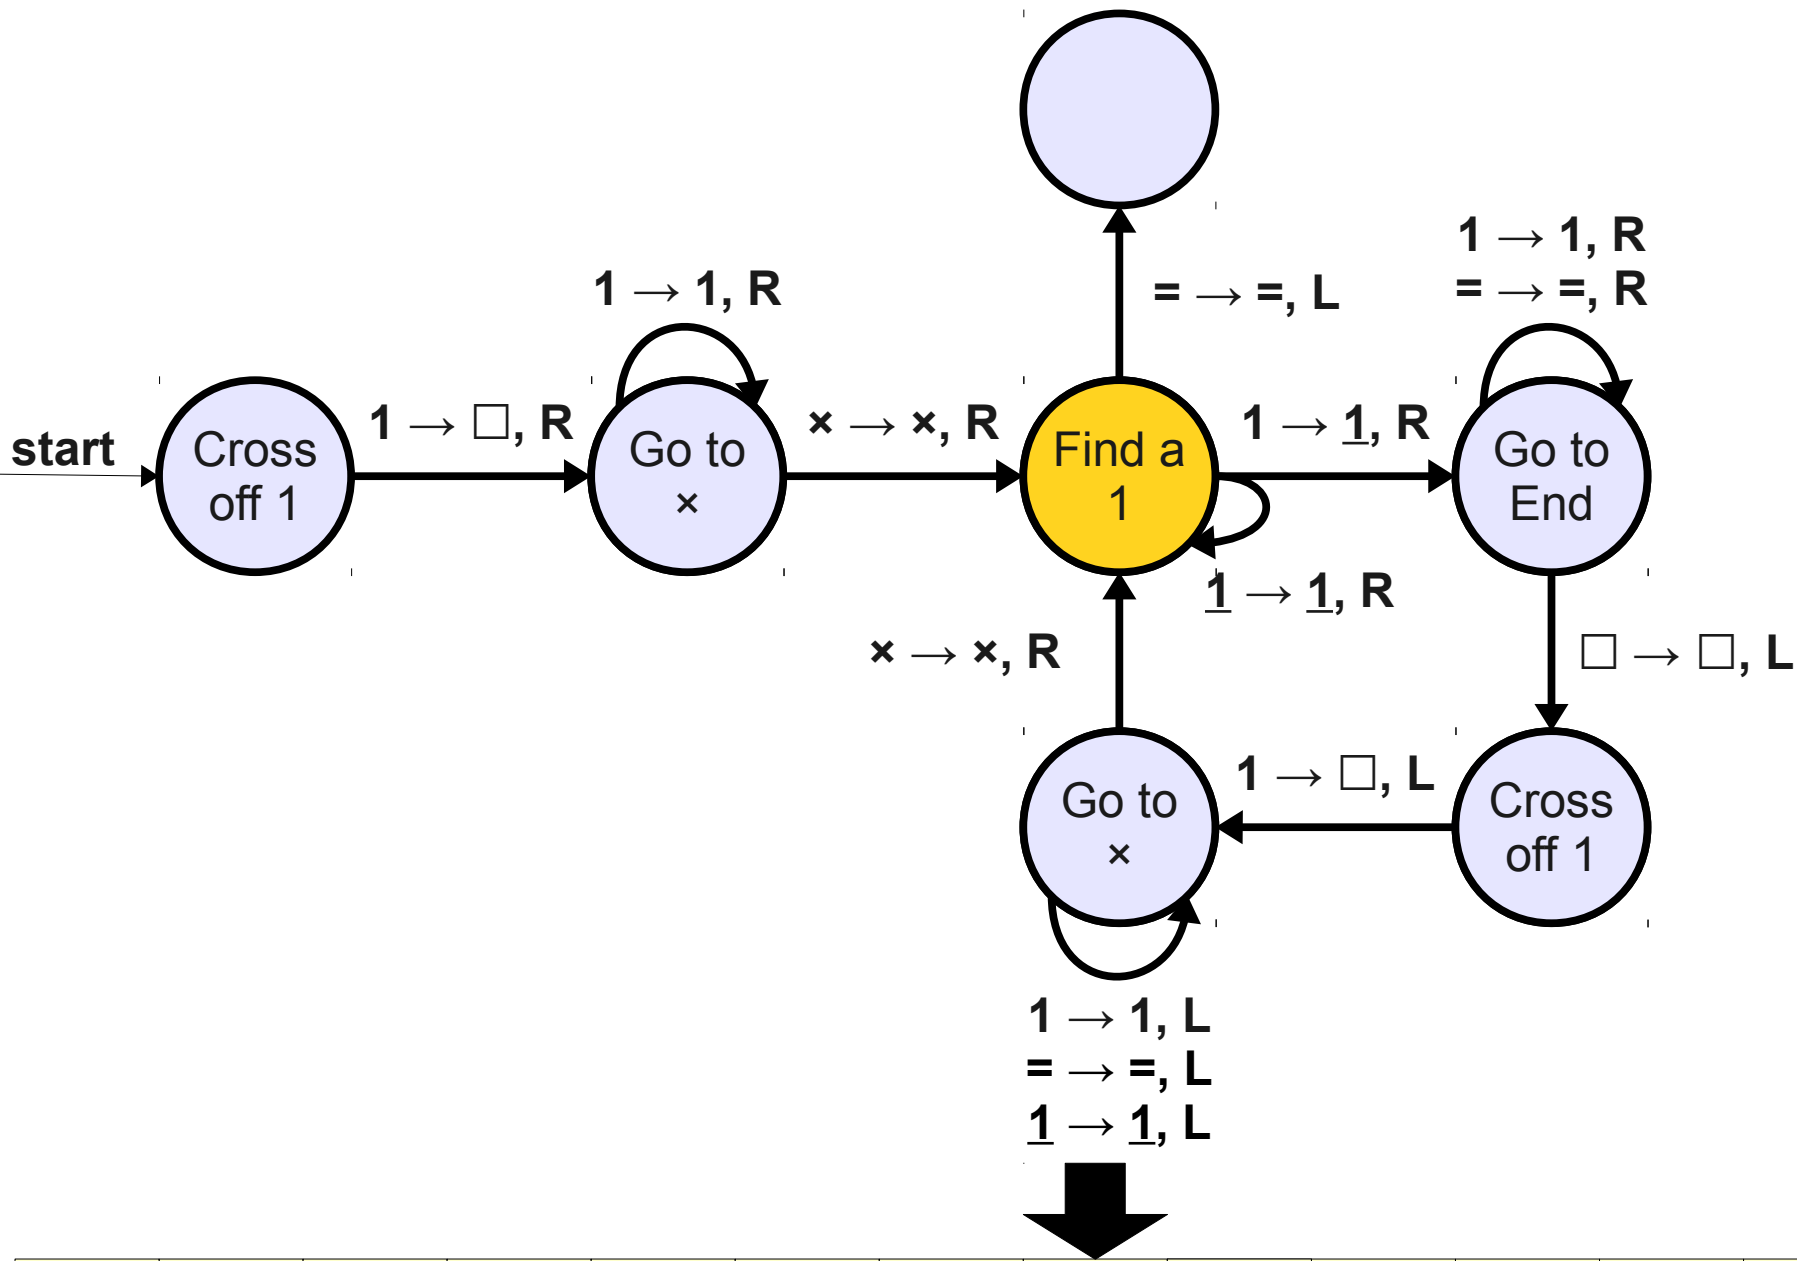 = → =, L
1 → 1, R
= → =, R
1 → 1, R
start
Cross
off 1
1 → □, R
Go to
×
× → ×, R
Find a
1
1 → 1̲, R
Go to
End
1̲ → 1̲, R
× → ×, R
□ → □, L
Go to
×
1 → □, L
Cross
off 1
1 → 1, L
= → =, L
1̲ → 1̲, L